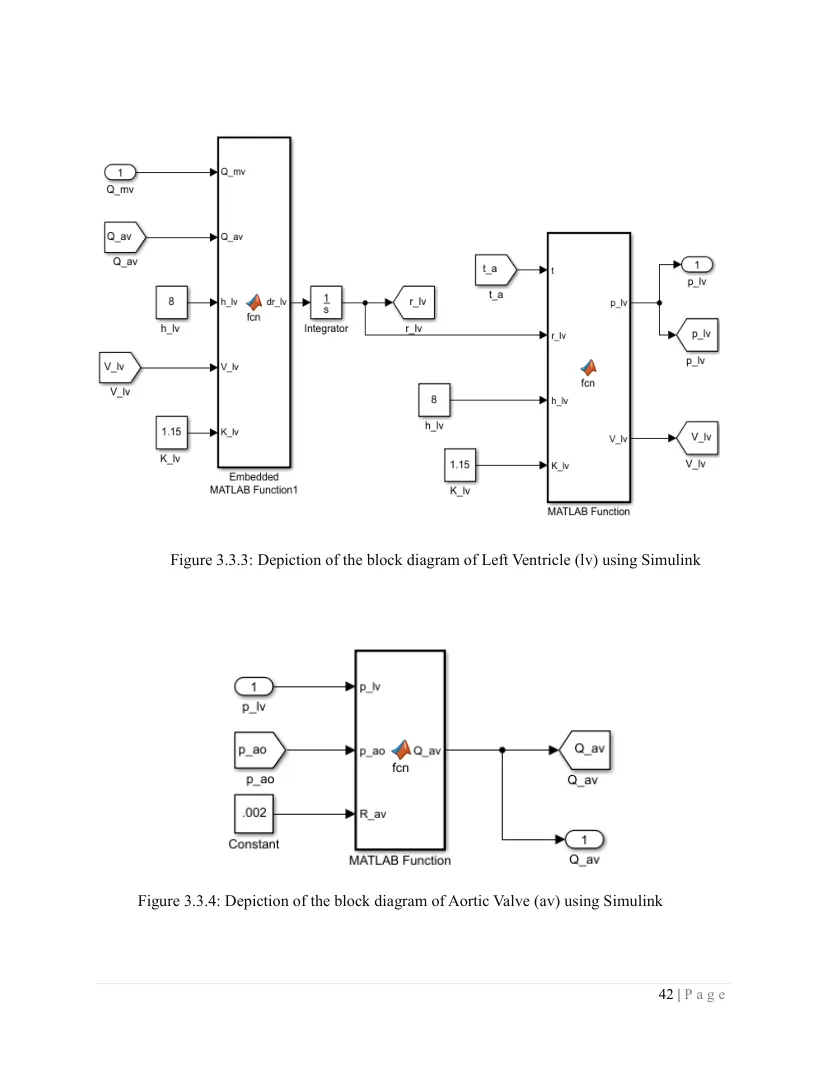 1
Q_mv
Q_mv
Q_av
Q_av
Q_av
8
h_lv
h_lv
fcn
dr_lv
1
s
Integrator
r_lv
r_lv
V_lv
V_lv
V_lv
1.15
K_lv
K_lv
Embedded
MATLAB Function1
t_a
t_a
t
r_lv
8
h_lv
h_lv
1.15
K_lv
K_lv
fcn
p_lv
V_lv
MATLAB Function
1
p_lv
p_lv
p_lv
V_lv
V_lv
Figure 3.3.3: Depiction of the block diagram of Left Ventricle (lv) using Simulink
1
p_lv
p_lv
p_ao
p_ao
p_ao
.002
Constant
R_av
fcn
Q_av
MATLAB Function
Q_av
Q_av
1
Q_av
Figure 3.3.4: Depiction of the block diagram of Aortic Valve (av) using Simulink
42 | P a g e